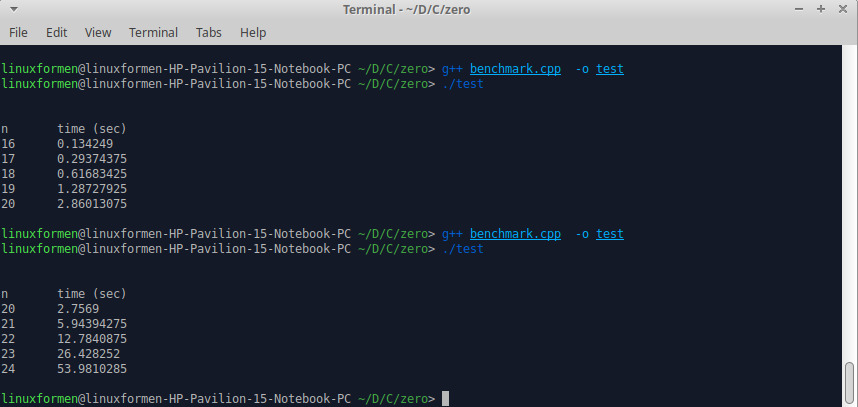 Terminal - ~/D/C/zero
File Edit View Terminal Tabs Help
linuxformen@linuxformen-HP-Pavilion-15-Notebook-PC ~/D/C/zero> g++ benchmark.cpp -o test
linuxformen@linuxformen-HP-Pavilion-15-Notebook-PC ~/D/C/zero> ./test
n time (sec)
16 0.134249
17 0.29374375
18 0.61683425
19 1.28727925
20 2.86013075
linuxformen@linuxformen-HP-Pavilion-15-Notebook-PC ~/D/C/zero> g++ benchmark.cpp -o test
linuxformen@linuxformen-HP-Pavilion-15-Notebook-PC ~/D/C/zero> ./test
n time (sec)
20 2.7569
21 5.94394275
22 12.7840875
23 26.428252
24 53.9810285
linuxformen@linuxformen-HP-Pavilion-15-Notebook-PC ~/D/C/zero>